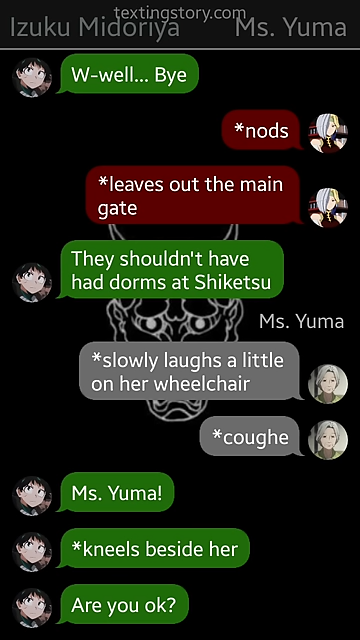 textingstory.com
Izuku Midoriya
Ms. Yuma
W-well... Bye
*nods
*leaves out the main
gate
They shouldn't have
had dorms at Shiketsu
Ms. Yuma
*slowly laughs a little
on her wheelchair
*coughe
Ms. Yuma!
*kneels beside her
Are you ok?